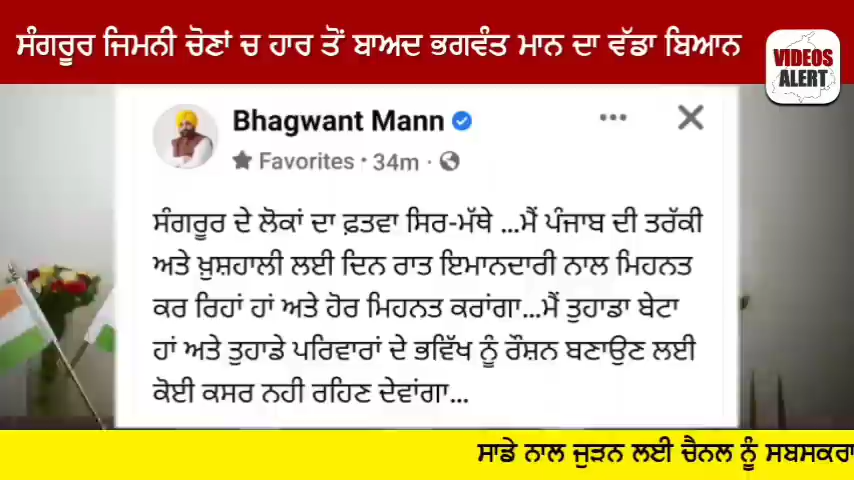 ਸੰਗਰੂਰ ਜਿਮਨੀ ਚੋਣਾਂ ਚ ਹਾਰ ਤੋਂ ਬਾਅਦ ਭਗਵੰਤ ਮਾਨ ਦਾ ਵੱਡਾ ਬਿਆਨ
VIDEOS
ALERT
Bhagwant Mann
Favorites · 34m ·
ਸੰਗਰੂਰ ਦੇ ਲੋਕਾਂ ਦਾ ਫ਼ਤਵਾ ਸਿਰ-ਮੱਥੇ ...ਮੈਂ ਪੰਜਾਬ ਦੀ ਤਰੱਕੀ
ਅਤੇ ਖ਼ੁਸ਼ਹਾਲੀ ਲਈ ਦਿਨ ਰਾਤ ਇਮਾਨਦਾਰੀ ਨਾਲ ਮਿਹਨਤ
ਕਰ ਰਿਹਾਂ ਹਾਂ ਅਤੇ ਹੋਰ ਮਿਹਨਤ ਕਰਾਂਗਾ...ਮੈਂ ਤੁਹਾਡਾ ਬੇਟਾ
ਹਾਂ ਅਤੇ ਤੁਹਾਡੇ ਪਰਿਵਾਰਾਂ ਦੇ ਭਵਿੱਖ ਨੂੰ ਰੌਸ਼ਨ ਬਣਾਉਣ ਲਈ
ਕੋਈ ਕਸਰ ਨਹੀ ਰਹਿਣ ਦੇਵਾਂਗਾ...
ਸਾਡੇ ਨਾਲ ਜੁੜਨ ਲਈ ਚੈਨਲ ਨੂੰ ਸਬਸਕਰਾ